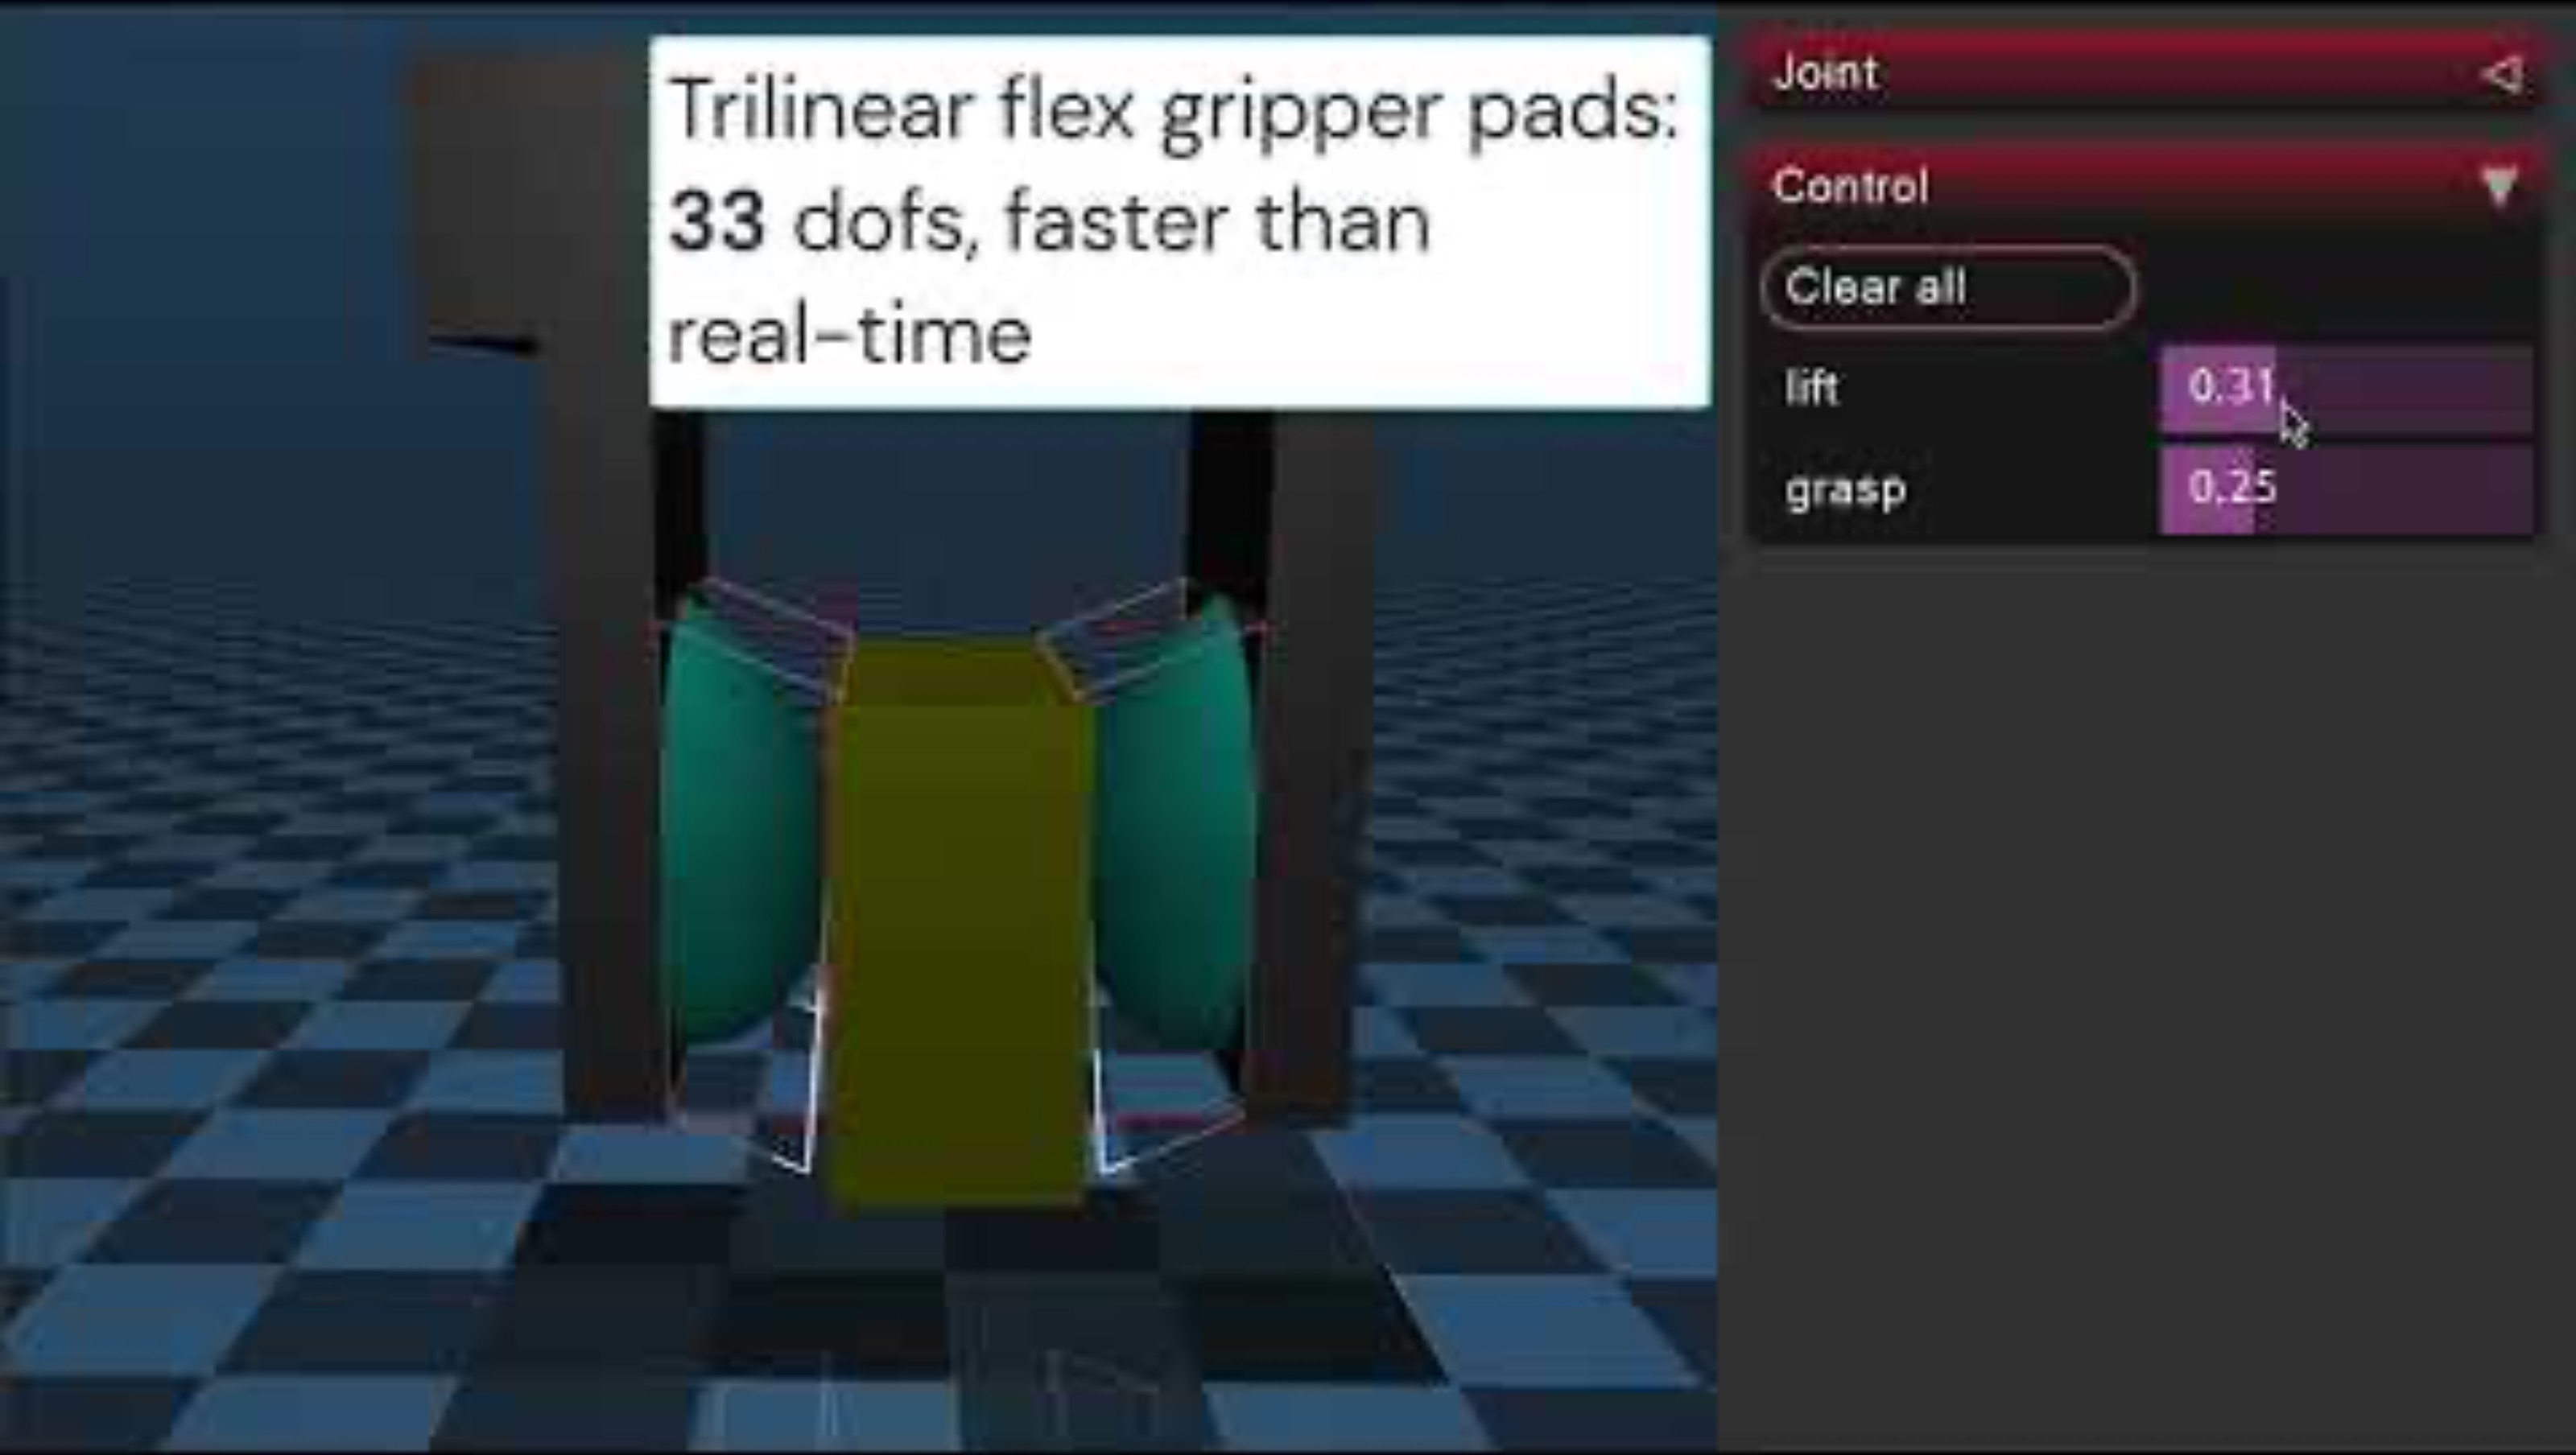 Trilinear flex gripper pads:
33 dofs, faster than
real-time
Joint
Control
Clear all
lift 0.31
grasp 0.25